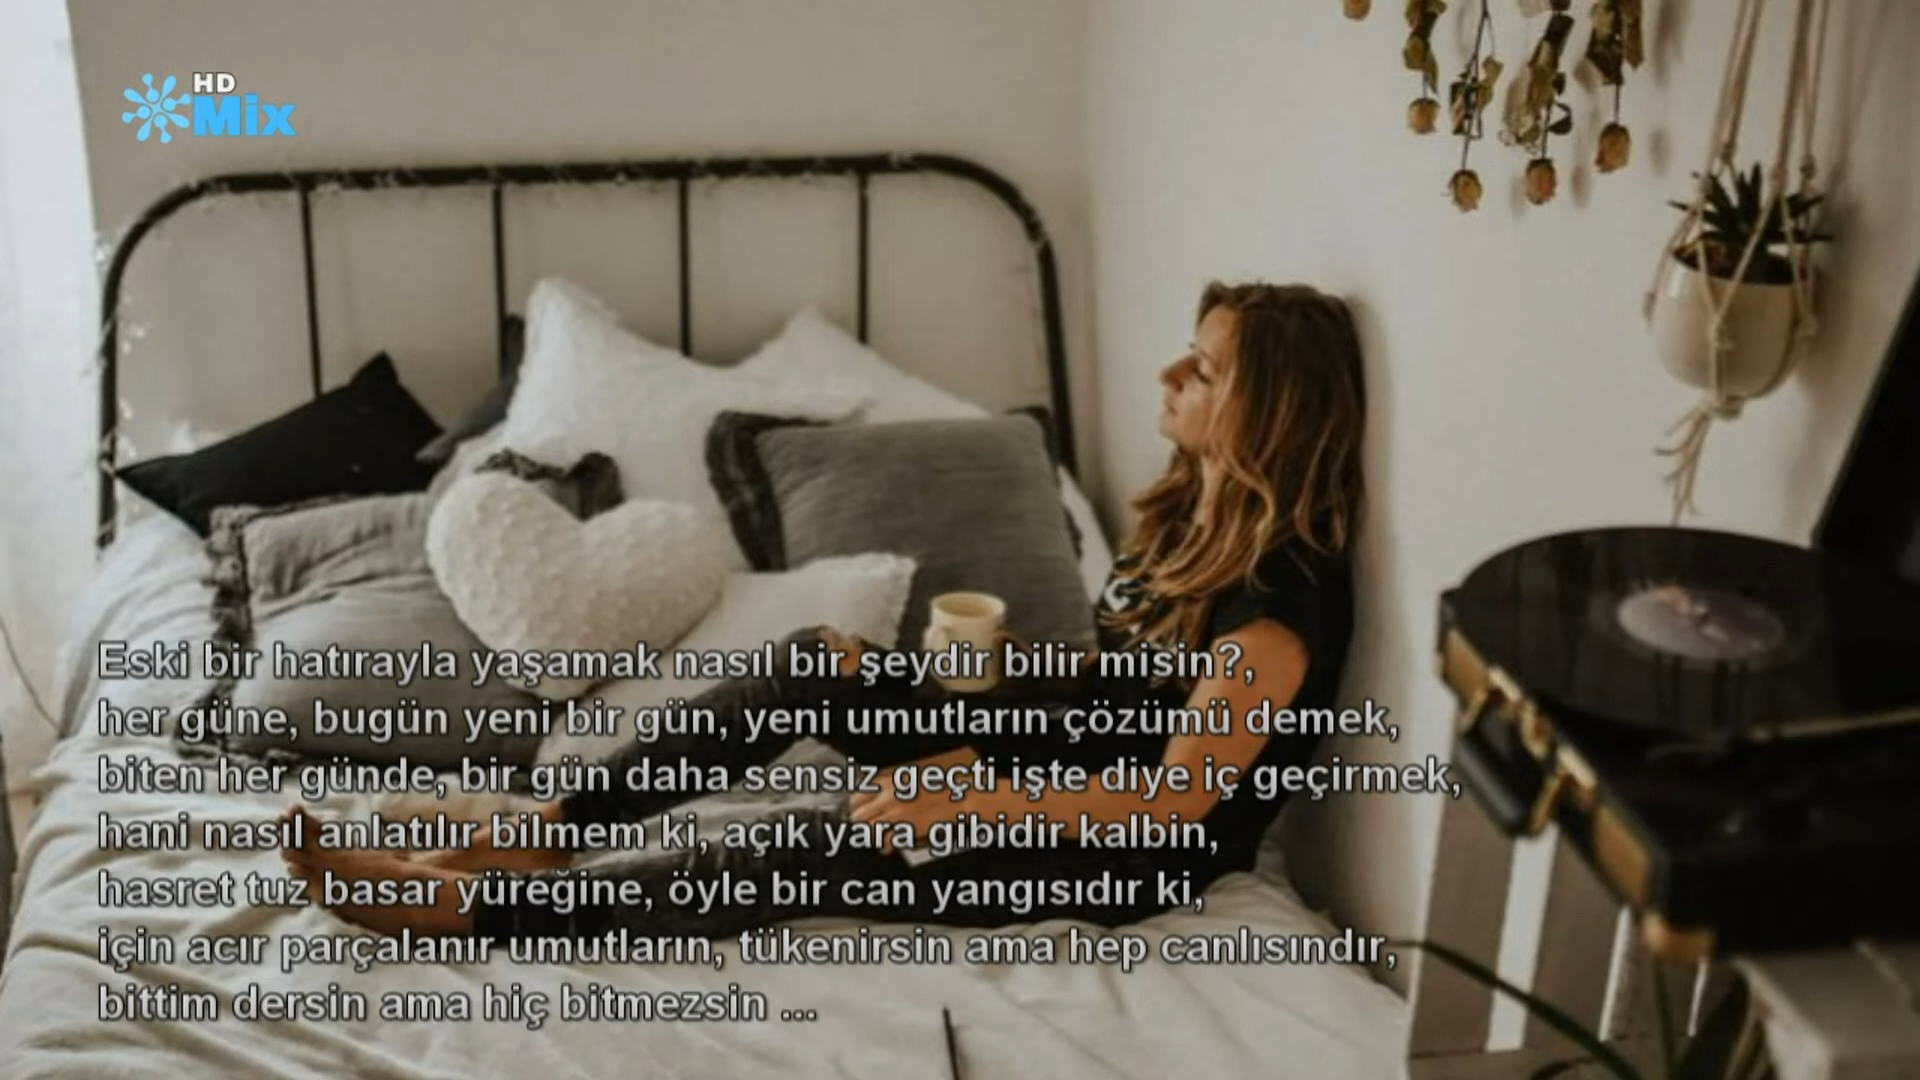 HD
Mix
Eski bir hatırayla yaşamak nasıl bir şeydir bilir misin?,
her güne, bugün yeni bir gün, yeni umutların çözümü demek,
biten her günde, bir gün daha sensiz geçti işte diye iç geçirmek,
hani nasıl anlatılır bilmem ki, açık yara gibidir kalbin,
hasret tuz basar yüreğine, öyle bir can yangısıdır ki,
için acır parçalanır umutların, tükenirsin ama hep canlısındır,
bittim dersin ama hiç bitmezsin ...